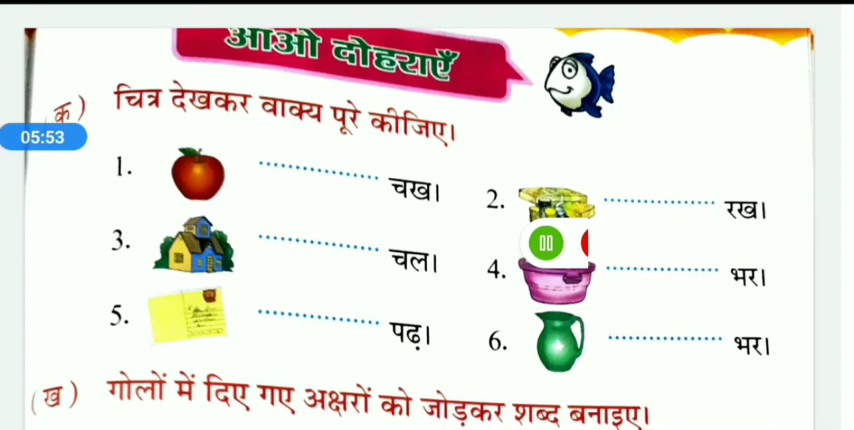 आओ दोहराएँ
क) चित्र देखकर वाक्य पूरे कीजिए।
05:53
1. .................. चख।
2. .................. रख।
3. .................. चल।
4. .................. भर।
5. .................. पढ़।
6. .................. भर।
(ख) गोलों में दिए गए अक्षरों को जोड़कर शब्द बनाइए।